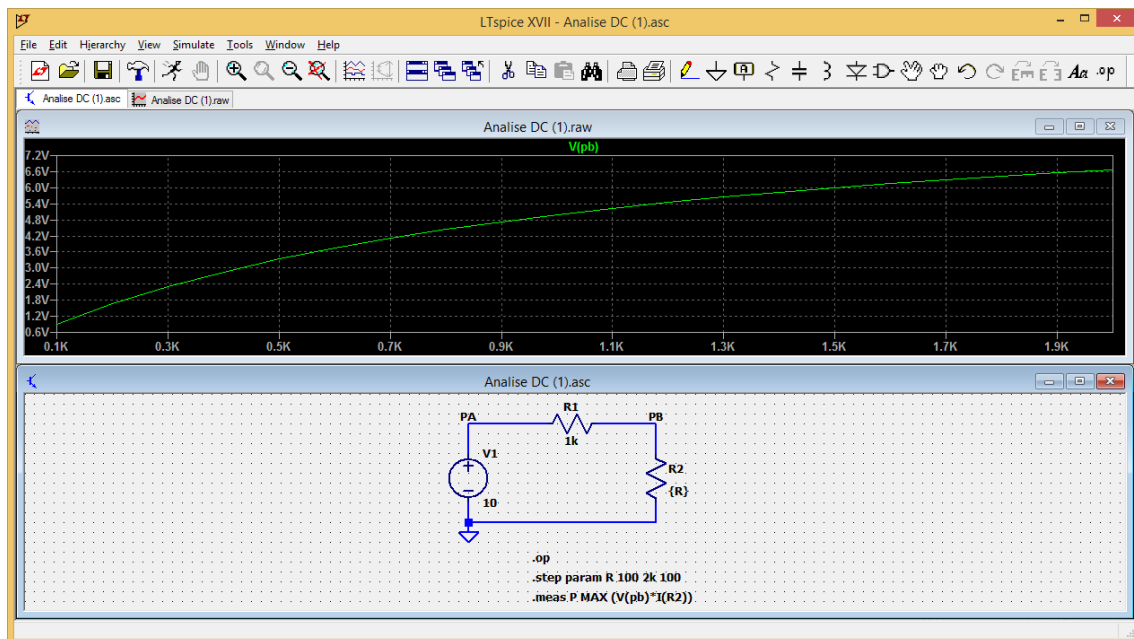 LTspice XVII - Analise DC (1).asc
File Edit Hierarchy View Simulate Tools Window Help
Aa .op
Analise DC (1).asc Analise DC (1).raw
Analise DC (1).raw
V(pb)
7.2V
6.6V
6.0V
5.4V
4.8V
4.2V
3.6V
3.0V
2.4V
1.8V
1.2V
0.6V
0.1K 0.3K 0.5K 0.7K 0.9K 1.1K 1.3K 1.5K 1.7K 1.9K
Analise DC (1).asc
PA R1 PB
1k
V1
R2
{R}
10
.op
.step param R 100 2k 100
.meas P MAX (V(pb)*I(R2))